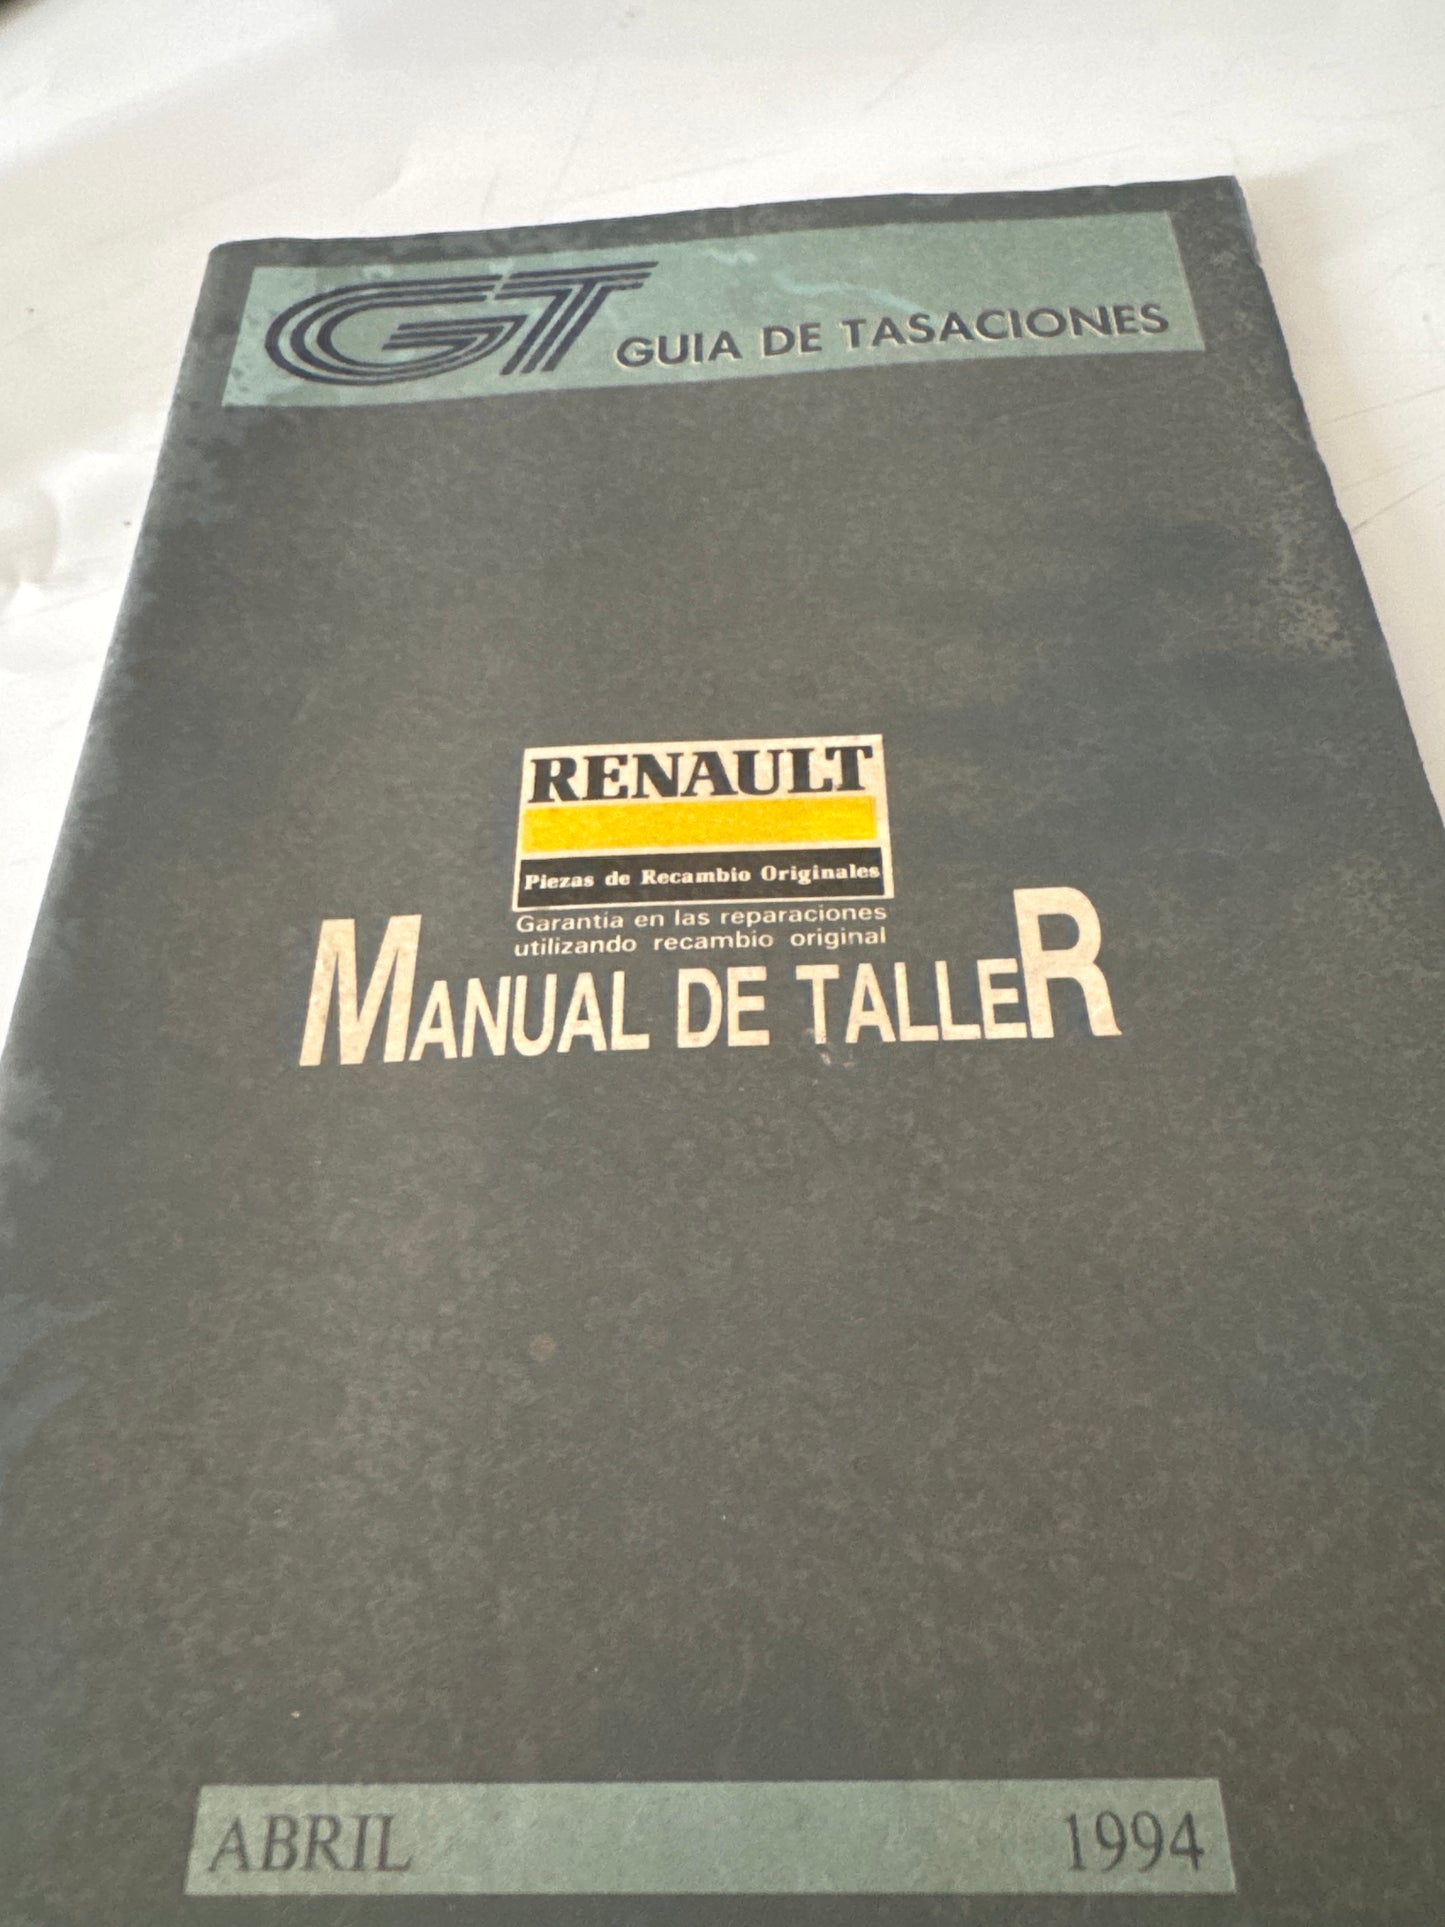 GT GUIA DE TASACIONES
RENAULT
Piezas de Recambio Originales
Garantía en las reparaciones
utilizando recambio original
MANUAL DE TALLER
ABRIL 1994